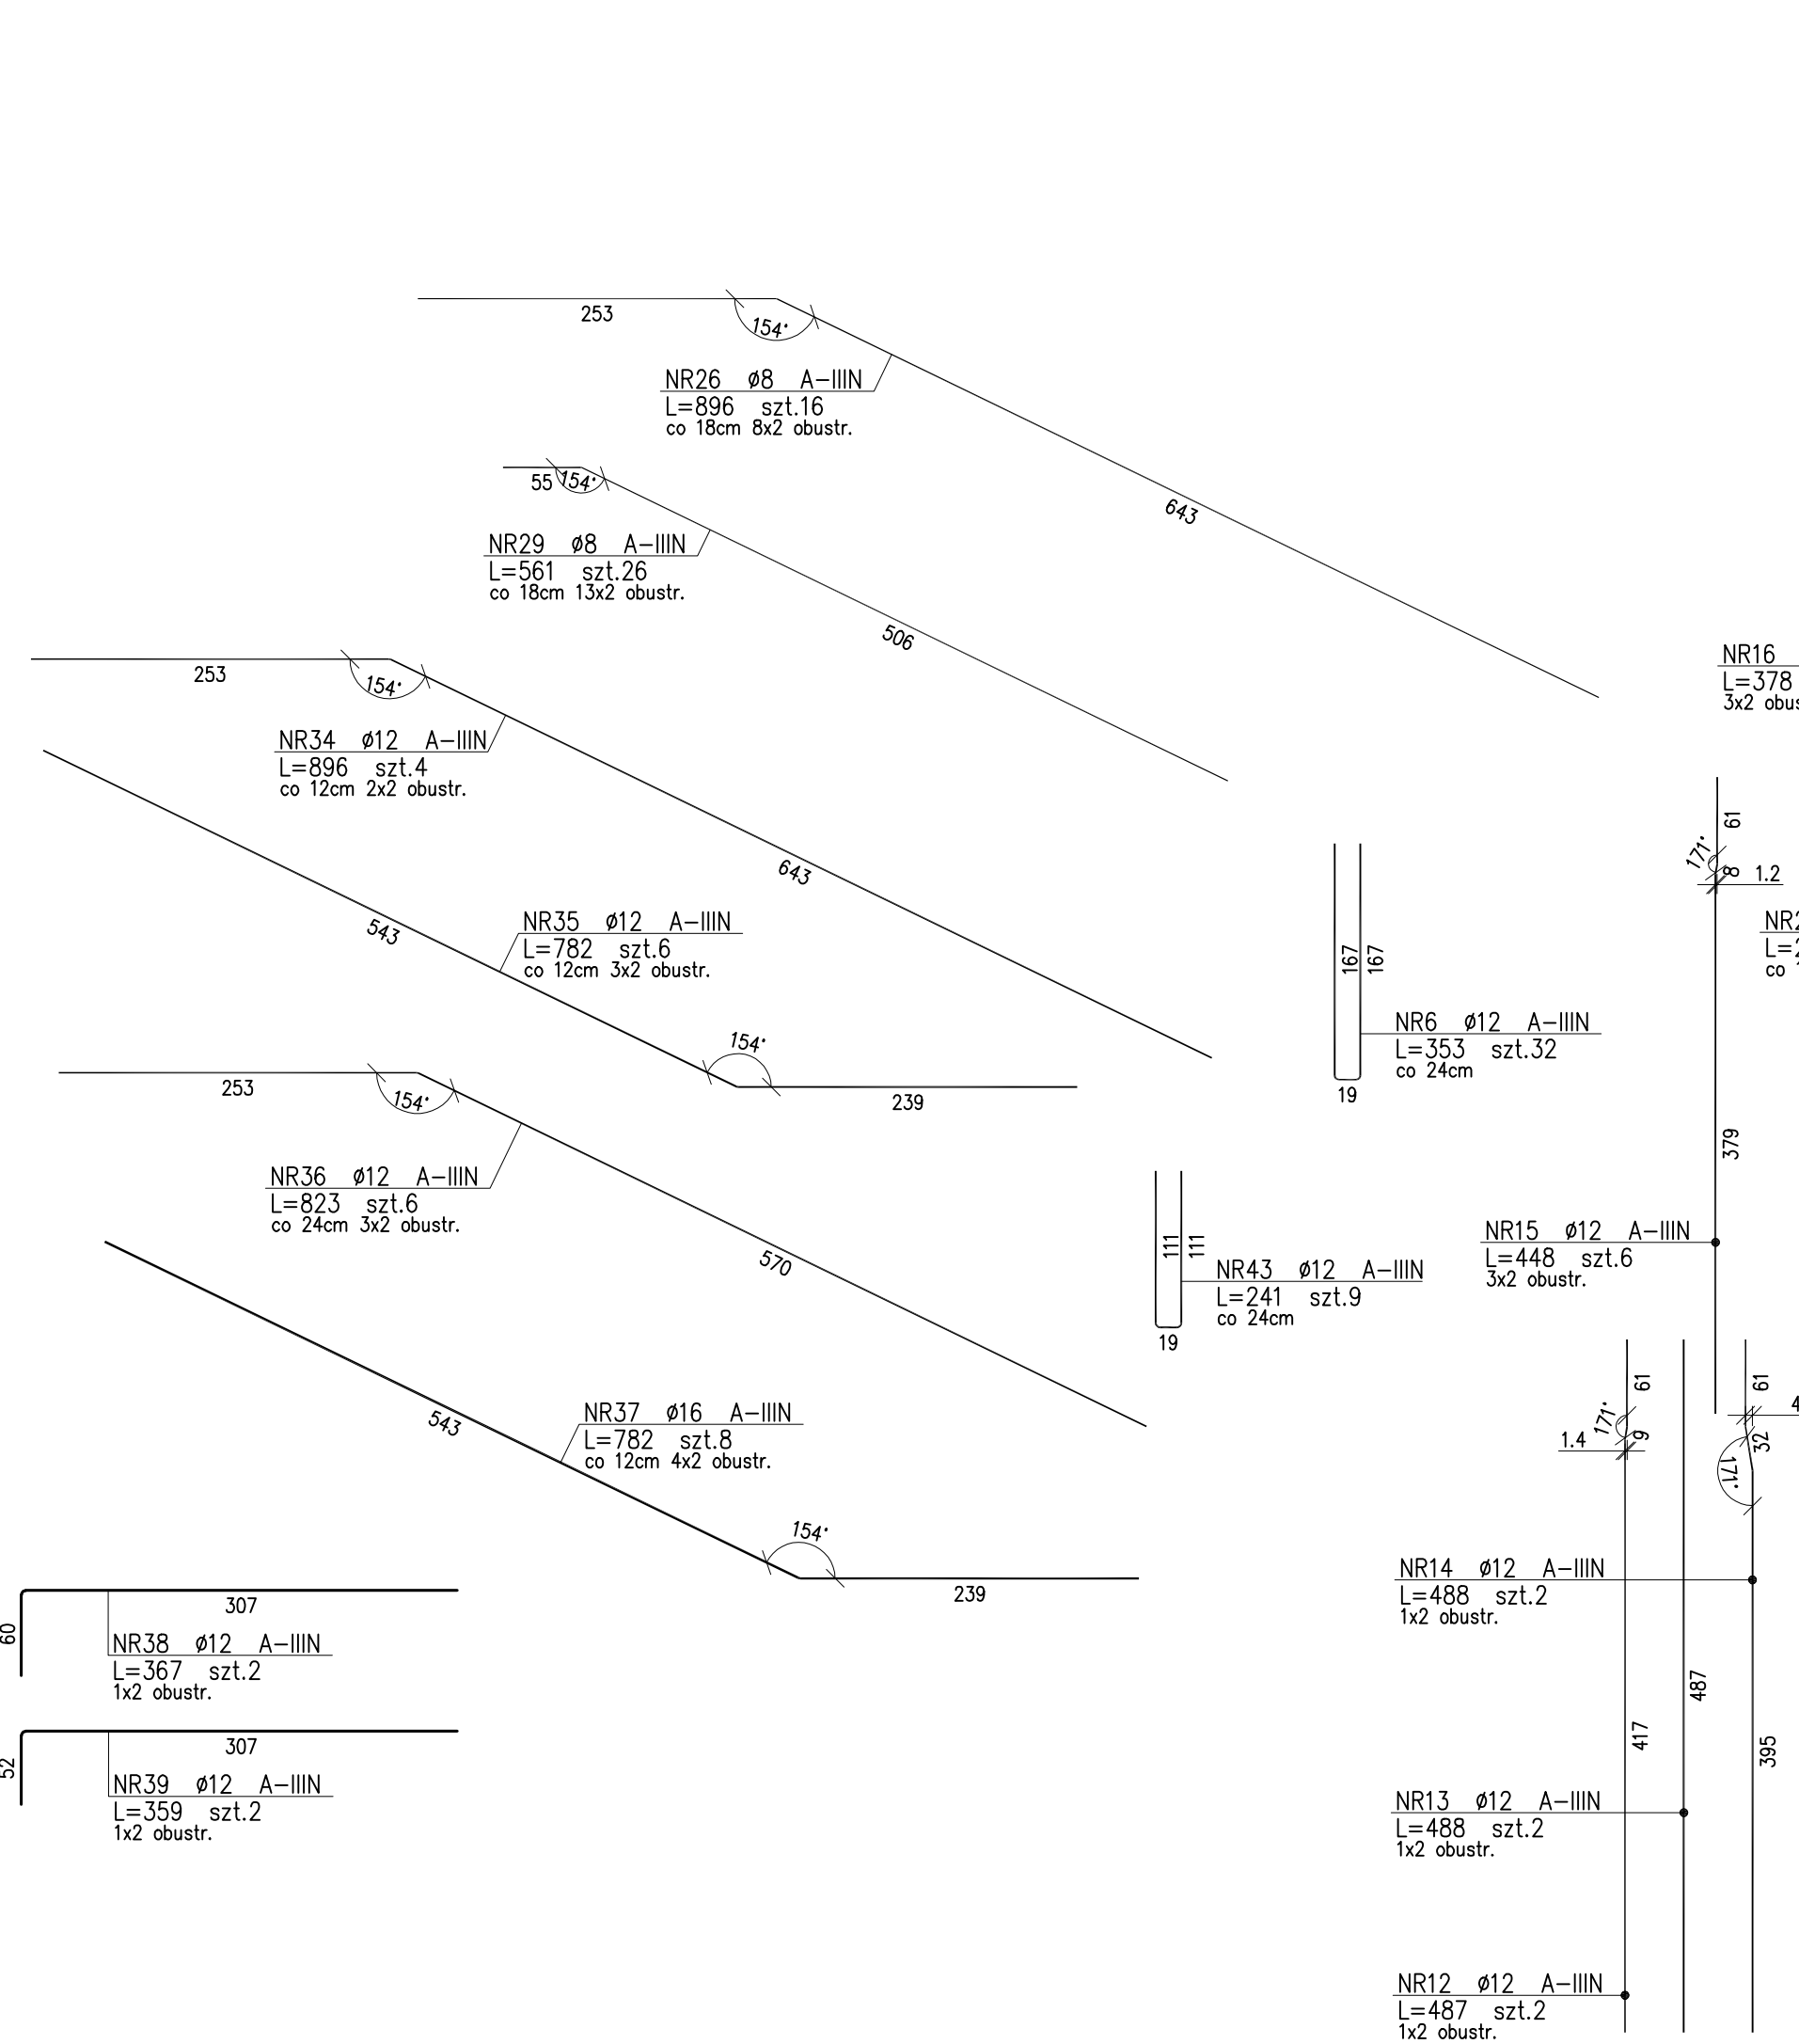 253
154°
NR26 ø8 A-IIIN
L=896 szt.16
co 18cm 8x2 obustr.
643
55
154°
NR29 ø8 A-IIIN
L=561 szt.26
co 18cm 13x2 obustr.
506
253
154°
NR34 ø12 A-IIIN
L=896 szt.4
co 12cm 2x2 obustr.
643
NR16
L=378
3x2 obus
61
171°
8
1.2
543
NR35 ø12 A-IIIN
L=782 szt.6
co 12cm 3x2 obustr.
154°
239
167
167
NR6 ø12 A-IIIN
L=353 szt.32
co 24cm
19
NR2
L=2
co
379
253
154°
NR36 ø12 A-IIIN
L=823 szt.6
co 24cm 3x2 obustr.
570
111
111
NR43 ø12 A-IIIN
L=241 szt.9
co 24cm
19
NR15 ø12 A-IIIN
L=448 szt.6
3x2 obustr.
543
NR37 ø16 A-IIIN
L=782 szt.8
co 12cm 4x2 obustr.
154°
239
61
171°
9
1.4
61
4
32
171°
307
60
NR38 ø12 A-IIIN
L=367 szt.2
1x2 obustr.
307
52
NR39 ø12 A-IIIN
L=359 szt.2
1x2 obustr.
NR14 ø12 A-IIIN
L=488 szt.2
1x2 obustr.
487
417
395
NR13 ø12 A-IIIN
L=488 szt.2
1x2 obustr.
NR12 ø12 A-IIIN
L=487 szt.2
1x2 obustr.